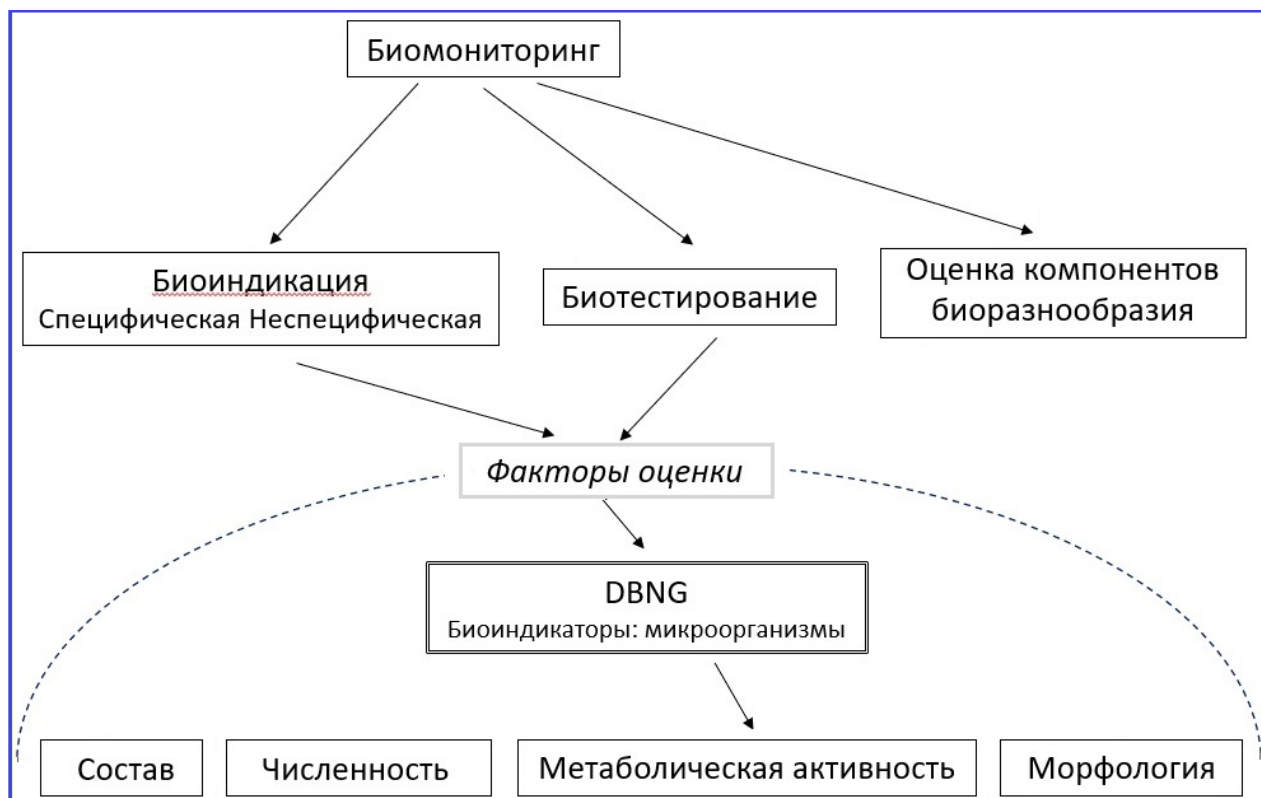 Биомониторинг
Биоиндикация
Специфическая Неспецифическая
Биотестирование
Оценка компонентов
биоразнообразия
Факторы оценки
DBNG
Биоиндикаторы: микроорганизмы
Состав
Численность
Метаболическая активность
Морфология